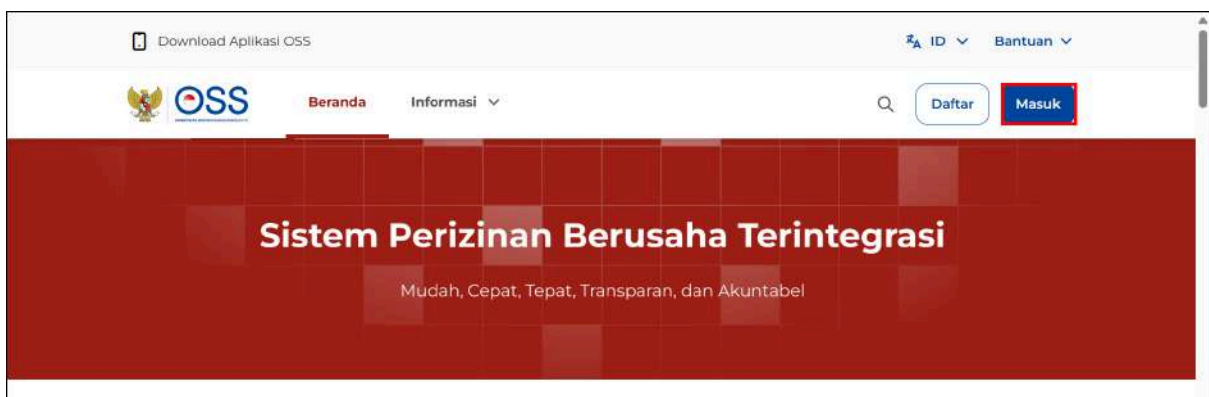 Download Aplikasi OSS
ID
Bantuan
OSS
Beranda
Informasi
Daftar
Masuk
Sistem Perizinan Berusaha Terintegrasi
Mudah, Cepat, Tepat, Transparan, dan Akuntabel